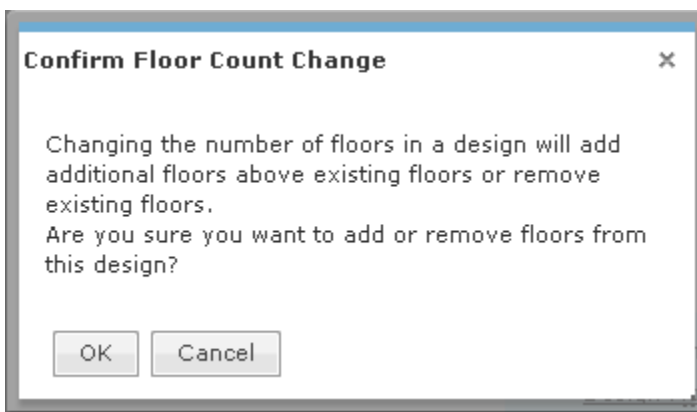 Confirm Floor Count Change
Changing the number of floors in a design will add
additional floors above existing floors or remove
existing floors.
Are you sure you want to add or remove floors from
this design?
OK Cancel